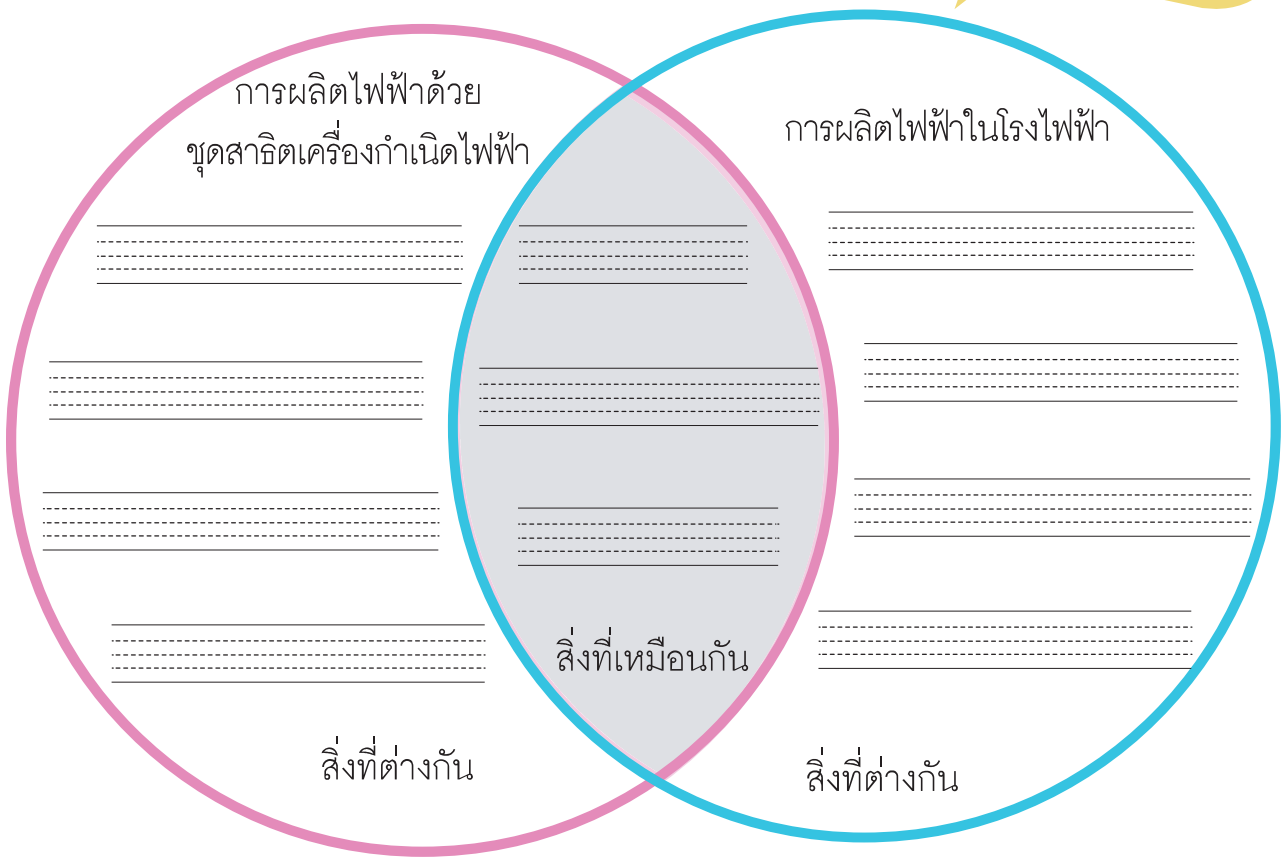 การผลิตไฟฟ้าด้วย
ชุดสาธิตเครื่องกำเนิดไฟฟ้า
การผลิตไฟฟ้าในโรงไฟฟ้า
สิ่งที่เหมือนกัน
สิ่งที่ต่างกัน
สิ่งที่ต่างกัน